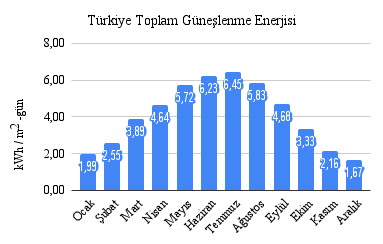 Türkiye Toplam Güneşlenme Enerjisi
kWh / m² -gün
8,00
6,00
4,00
2,00
0,00
1,99
2,55
3,89
4,64
5,72
6,23
6,45
5,83
4,68
3,33
2,16
1,67
Ocak
Şubat
Mart
Nisan
Mayıs
Haziran
Temmuz
Ağustos
Eylül
Ekim
Kasım
Aralık